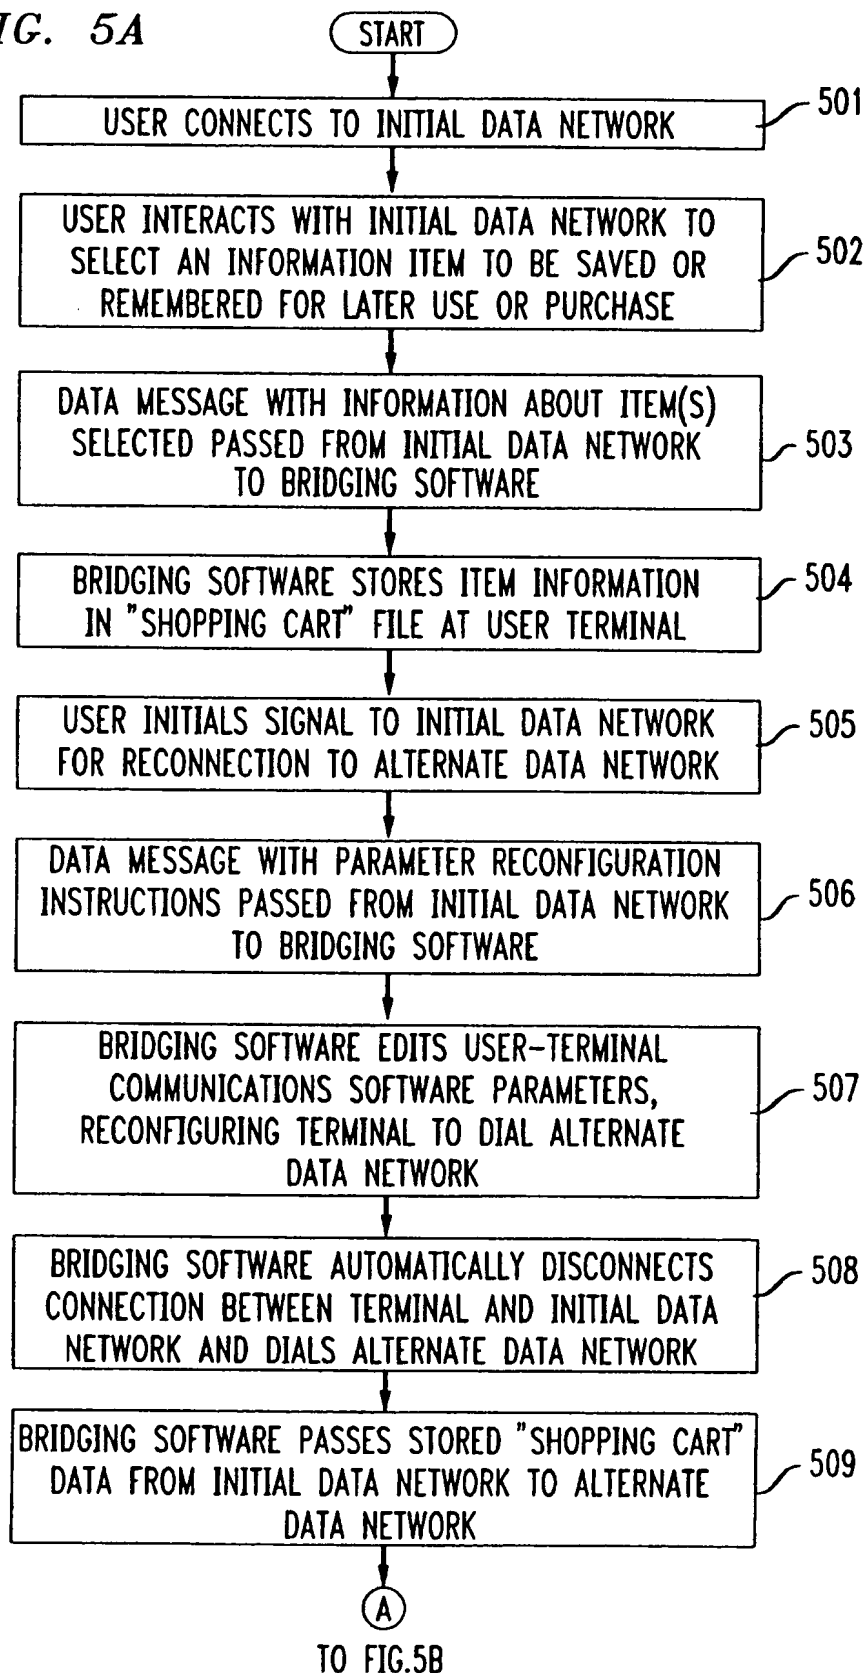 IG. 5A
START
USER CONNECTS TO INITIAL DATA NETWORK
501
USER INTERACTS WITH INITIAL DATA NETWORK TO
SELECT AN INFORMATION ITEM TO BE SAVED OR
REMEMBERED FOR LATER USE OR PURCHASE
502
DATA MESSAGE WITH INFORMATION ABOUT ITEM(S)
SELECTED PASSED FROM INITIAL DATA NETWORK
TO BRIDGING SOFTWARE
503
BRIDGING SOFTWARE STORES ITEM INFORMATION
IN "SHOPPING CART" FILE AT USER TERMINAL
504
USER INITIALS SIGNAL TO INITIAL DATA NETWORK
FOR RECONNECTION TO ALTERNATE DATA NETWORK
505
DATA MESSAGE WITH PARAMETER RECONFIGURATION
INSTRUCTIONS PASSED FROM INITIAL DATA NETWORK
TO BRIDGING SOFTWARE
506
BRIDGING SOFTWARE EDITS USER-TERMINAL
COMMUNICATIONS SOFTWARE PARAMETERS,
RECONFIGURING TERMINAL TO DIAL ALTERNATE
DATA NETWORK
507
BRIDGING SOFTWARE AUTOMATICALLY DISCONNECTS
CONNECTION BETWEEN TERMINAL AND INITIAL DATA
NETWORK AND DIALS ALTERNATE DATA NETWORK
508
BRIDGING SOFTWARE PASSES STORED "SHOPPING CART"
DATA FROM INITIAL DATA NETWORK TO ALTERNATE
DATA NETWORK
509
A
TO FIG.5B